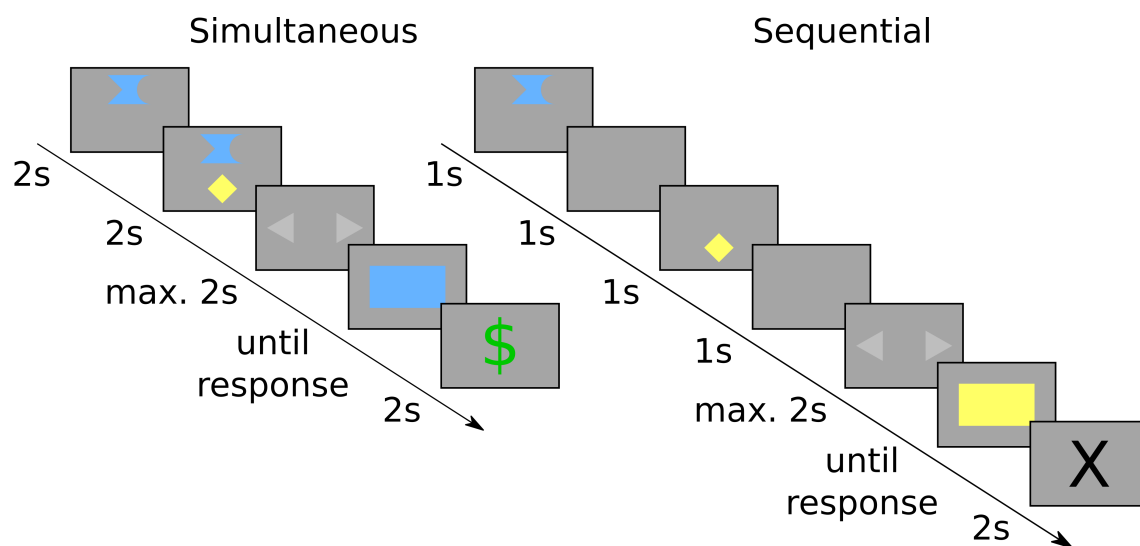 Simultaneous
2s
2s
max. 2s
until
response
2s
$
Sequential
1s
1s
1s
1s
max. 2s
until
response
2s
X